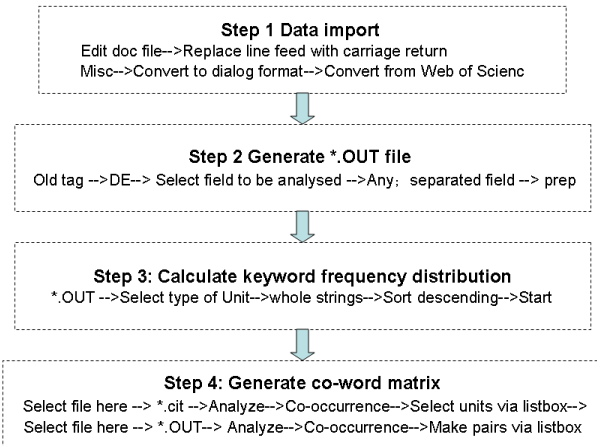 Step 1 Data import
Edit doc file-->Replace line feed with carriage return
Misc-->Convert to dialog format-->Convert from Web of Scienc
Step 2 Generate *.OUT file
Old tag -->DE--> Select field to be analysed -->Any；separated field --> prep
Step 3: Calculate keyword frequency distribution
*.OUT -->Select type of Unit-->whole strings-->Sort descending-->Start
Step 4: Generate co-word matrix
Select file here --> *.cit -->Analyze-->Co-occurrence-->Select units via listbox-->
Select file here --> *.OUT--> Analyze-->Co-occurrence-->Make pairs via listbox